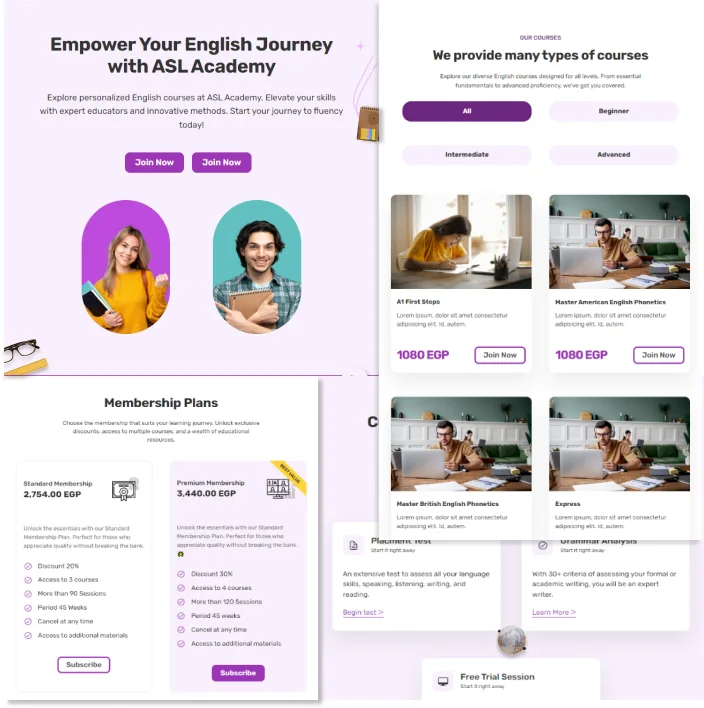 Empower Your English Journey
with ASL Academy
Explore personalized English courses at ASL Academy. Elevate your skills
with expert educators and innovative methods. Start your journey to fluency
today!
Join Now
Join Now
OUR COURSES
We provide many types of courses
Explore our diverse English courses designed for all levels. From essential
fundamentals to advanced proficiency, we've got you covered.
All
Beginner
Intermediate
Advanced
A1 First Steps
Lorem ipsum, dolor sit amet consectetur
adipisicing elit. Id, autem.
1080 EGP
Join Now
Master American English Phonetics
Lorem ipsum, dolor sit amet consectetur
adipisicing elit. Id, autem.
1080 EGP
Join Now
Master British English Phonetics
Lorem ipsum, dolor sit amet consectetur
adipisicing elit. Id, autem.
Express
Lorem ipsum, dolor sit amet consectetur
adipisicing elit. Id, autem.
Membership Plans
Choose the membership that suits your learning journey. Unlock exclusive
discounts, access to multiple courses, and a wealth of educational
resources.
Standard Membership
2,754.00 EGP
Unlock the essentials with our Standard
Membership Plan. Perfect for those who
appreciate quality without breaking the bank.
Discount 20%
Access to 3 courses
More than 90 Sessions
Period 45 Weeks
Cancel at any time
Access to additional materials
Subscribe
BEST VALUE
Premium Membership
3,440.00 EGP
Unlock the essentials with our Standard
Membership Plan. Perfect for those who
appreciate quality without breaking the bank.
Discount 30%
Access to 4 courses
More than 120 Sessions
Period 45 weeks
Cancel at any time
Access to additional materials
Subscribe
C
Placment Test
Start it right away
An extensive test to assess all your language
skills, speaking, listening, writing, and
reading.
Begin test >
Grammar Analysis
Start it right away
With 30+ criteria of assessing your formal or
academic writing, you will be an expert
writer.
Learn More >
Free Trial Session
Start it right away